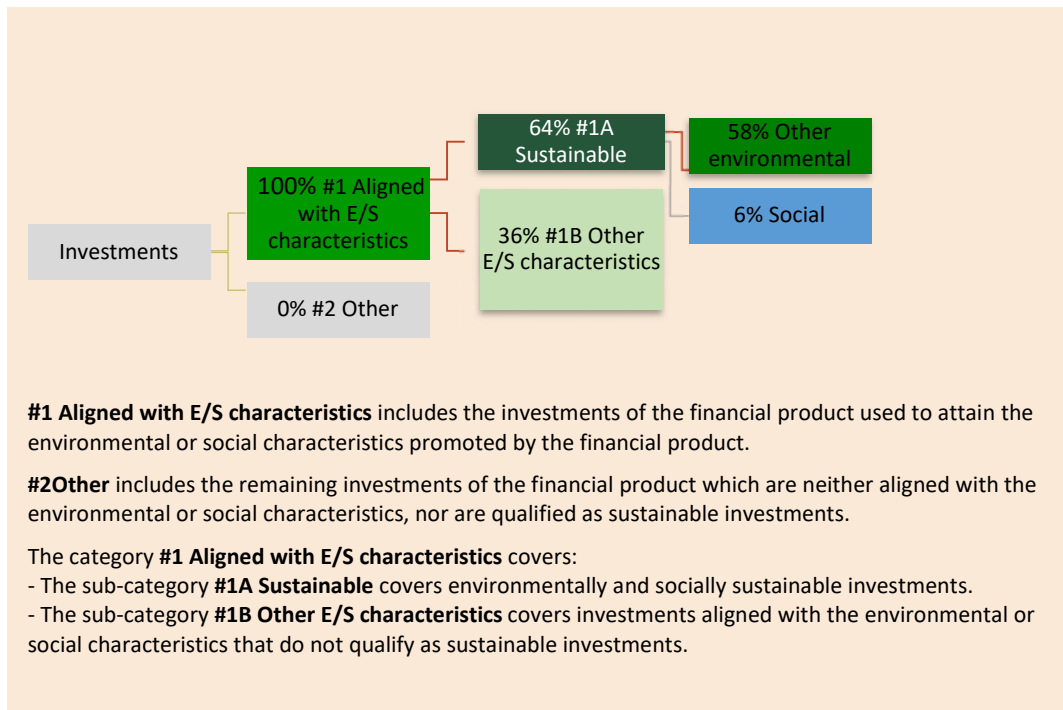 Investments
100% #1 Aligned
with E/S
characteristics
0% #2 Other
64% #1A
Sustainable
36% #1B Other
E/S characteristics
58% Other
environmental
6% Social
#1 Aligned with E/S characteristics includes the investments of the financial product used to attain the
environmental or social characteristics promoted by the financial product.
#2Other includes the remaining investments of the financial product which are neither aligned with the
environmental or social characteristics, nor are qualified as sustainable investments.
The category #1 Aligned with E/S characteristics covers:
- The sub-category #1A Sustainable covers environmentally and socially sustainable investments.
- The sub-category #1B Other E/S characteristics covers investments aligned with the environmental or
social characteristics that do not qualify as sustainable investments.